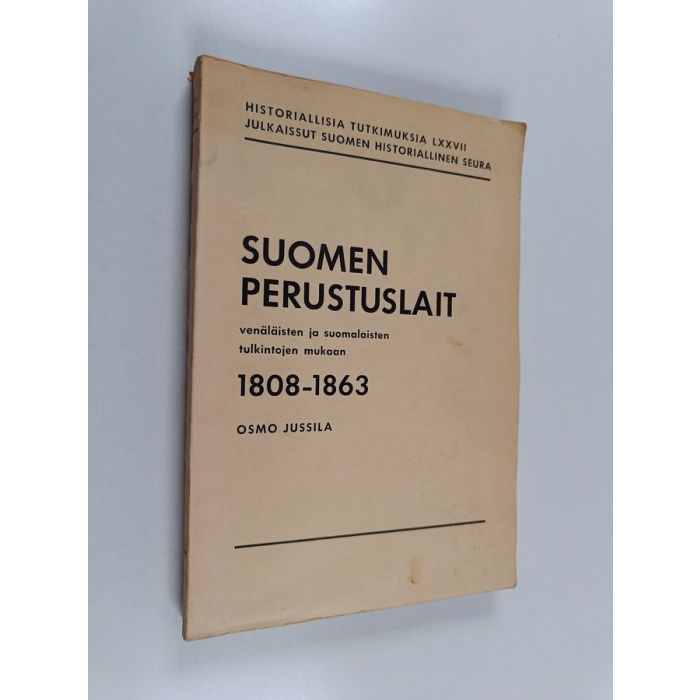 HISTORIALLISIA TUTKIMUKSIA LXXVII
JULKAISSUT SUOMEN HISTORIALLINEN SEURA
SUOMEN
PERUSTUSLAIT
venäläisten ja suomalaisten
tulkintojen mukaan
1808-1863
OSMO JUSSILA